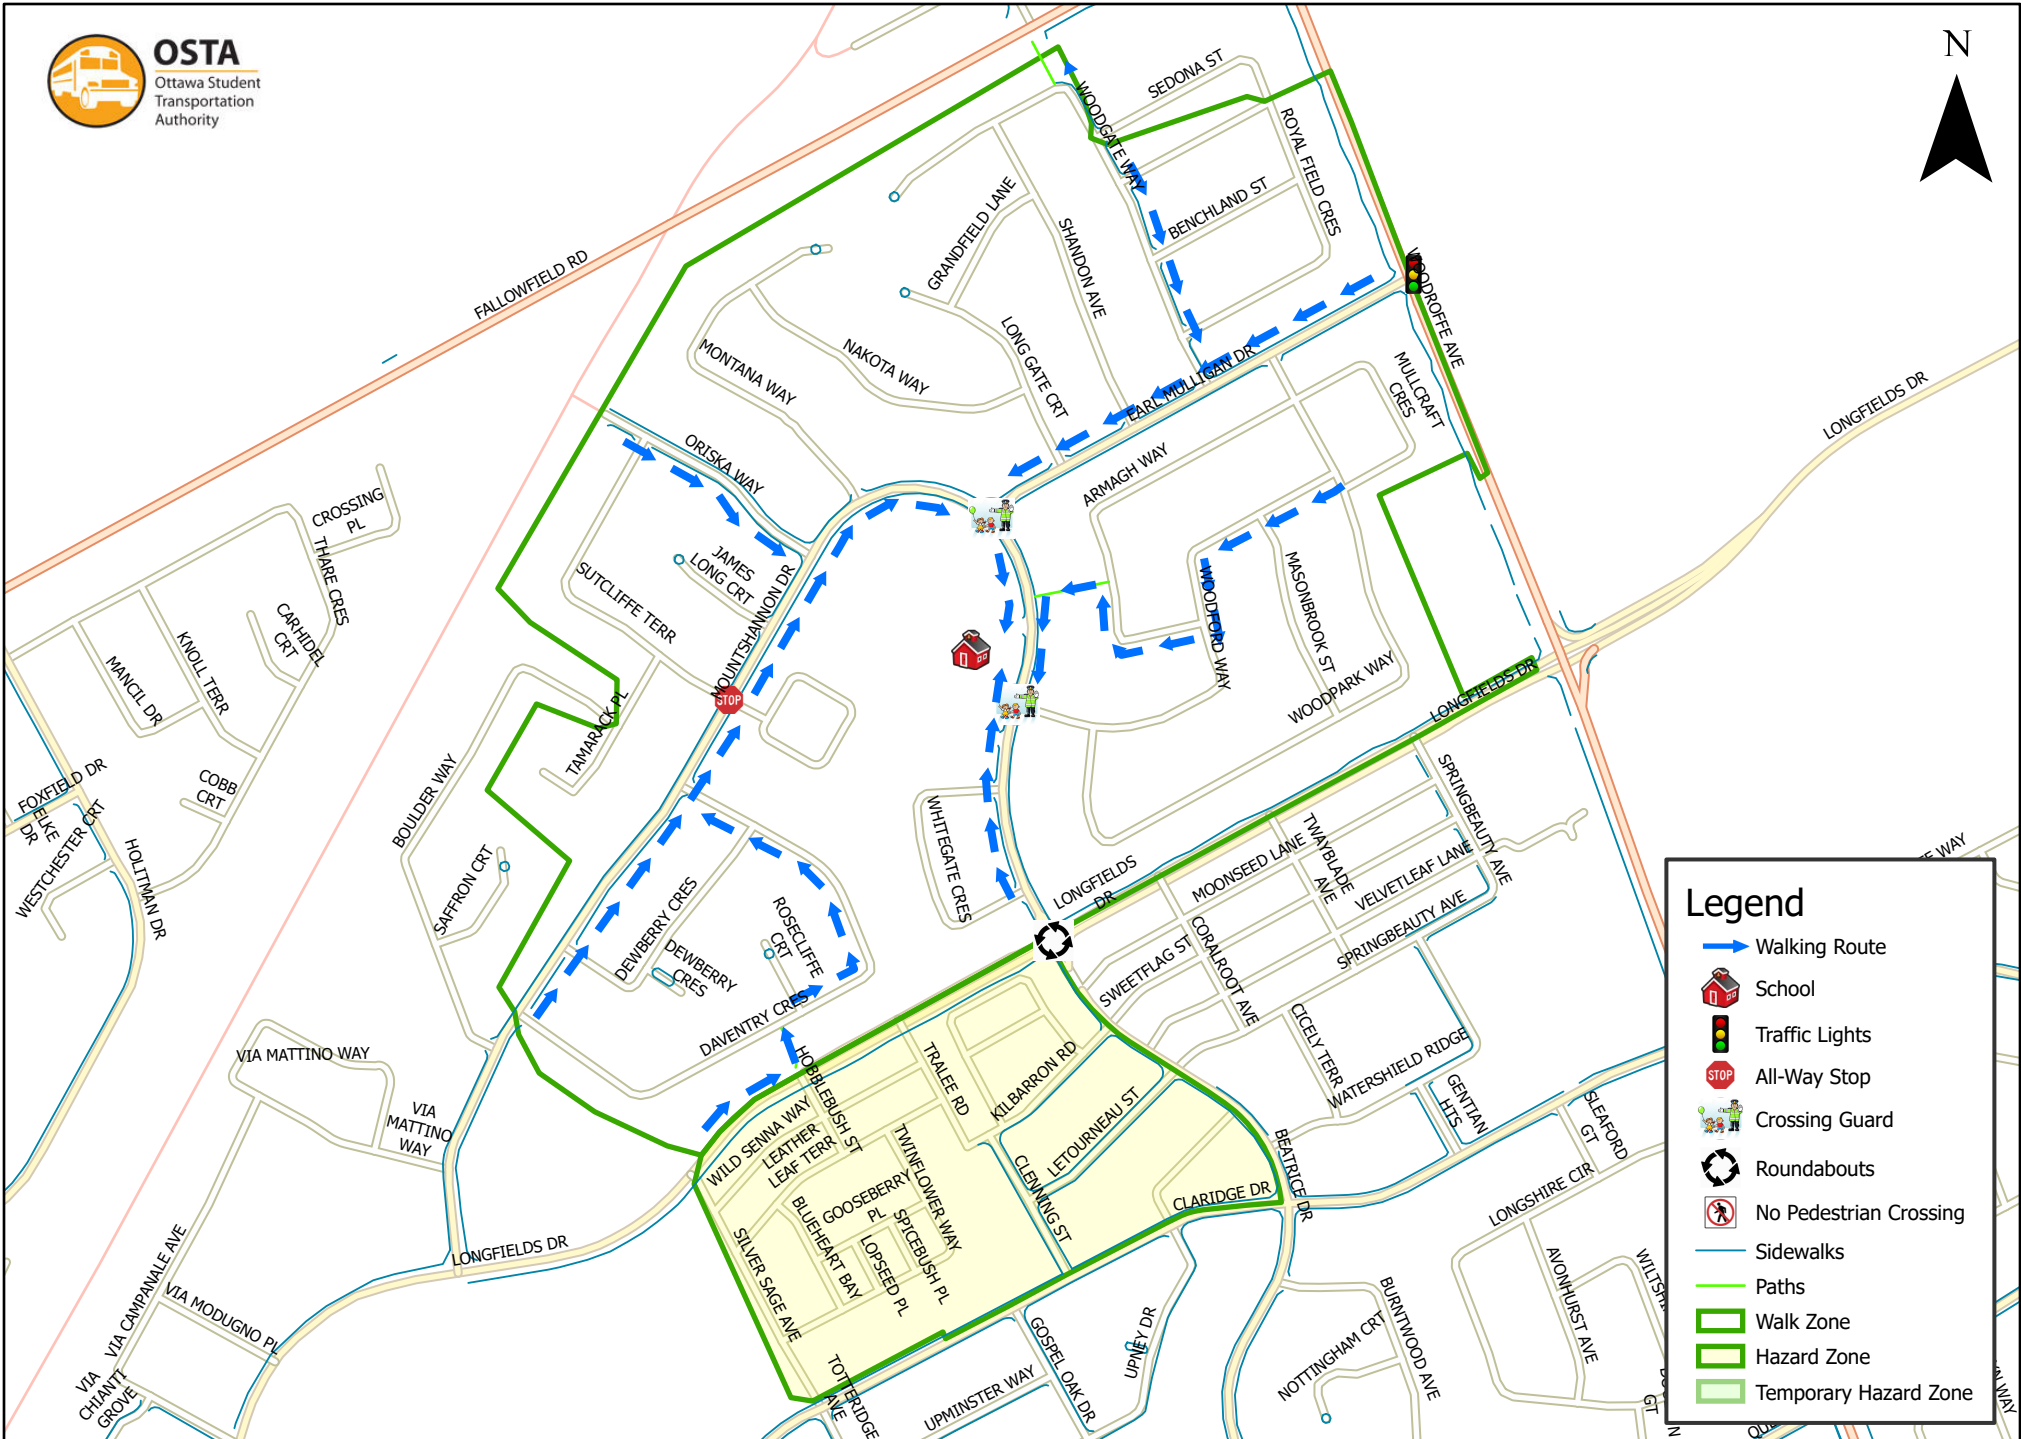 OSTA
Ottawa Student
Transportation
Authority
N
SEDONA ST
WOODGATE WAY
ROYAL FIELD CRES
BENCHLAND ST
GRANDFIELD LANE
SHANDON AVE
FALLOWFIELD RD
WOODROFFE AVE
LONG GATE CRT
NAKOTA WAY
MONTANA WAY
EARL MULLIGAN DR
MULLCRAFT
CRES
LONGFIELDS DR
ORISKA WAY
ARMAGH WAY
CROSSING
PL
THARE CRES
JAMES
LONG CRT
SUTCLIFFE TERR
MOUNTSHANNON DR
WOODFORD WAY
MASONBROOK ST
CARHIDEL
CRT
KNOLL TERR
MANCIL DR
WOODPARK WAY
LONGFIELDS DR
TAMARACK PL
STOP
BOULDER WAY
COBB
CRT
FOXFIELD DR
ELKE
DR
WESTCHESTER CRT
HOLITMAN DR
SAFFRON CRT
WHITEGATE CRES
SPRINGBEAUTY AVE
TWAYBLADE
AVE
MOONSEED LANE
VELVETLEAF LANE
LONGFIELDS
DR
SPRINGBEAUTY AVE
DEWBERRY CRES
DEWBERRY
CRES
ROSECLIFFE
CRT
CORALROOT AVE
SWEETFLAG ST
DAVENTRY CRES
CICELY TERR
WATERSHIELD RIDGE
VIA MATTINO WAY
VIA
MATTINO
WAY
HOBBLEBUSH ST
TRALEE RD
KILBARRON RD
LETOURNEAU ST
WILD SENNA WAY
LEATHER
LEAF TERR
TWINFLOWER WAY
GENTIAN
HTS
SLEAFORD
GT
BEATRICE DR
CLENNING ST
CLARIDGE DR
GOOSEBERRY
PL
SPICEBUSH PL
BLUEHEART BAY
LOPSEED PL
SILVER SAGE AVE
LONGSHIRE CIR
LONGFIELDS DR
VIA CAMPANALE AVE
VIA MODUGNO PL
VIA
CHIANTI
GROVE
AVONHURST AVE
BURNTWOOD AVE
NOTTINGHAM CRT
UPNEY DR
GOSPEL OAK DR
UPMINSTER WAY
TOTTERIDGE
AVE
GT
Legend
Walking Route
School
Traffic Lights
STOP
All-Way Stop
Crossing Guard
Roundabouts
No Pedestrian Crossing
Sidewalks
Paths
Walk Zone
Hazard Zone
Temporary Hazard Zone